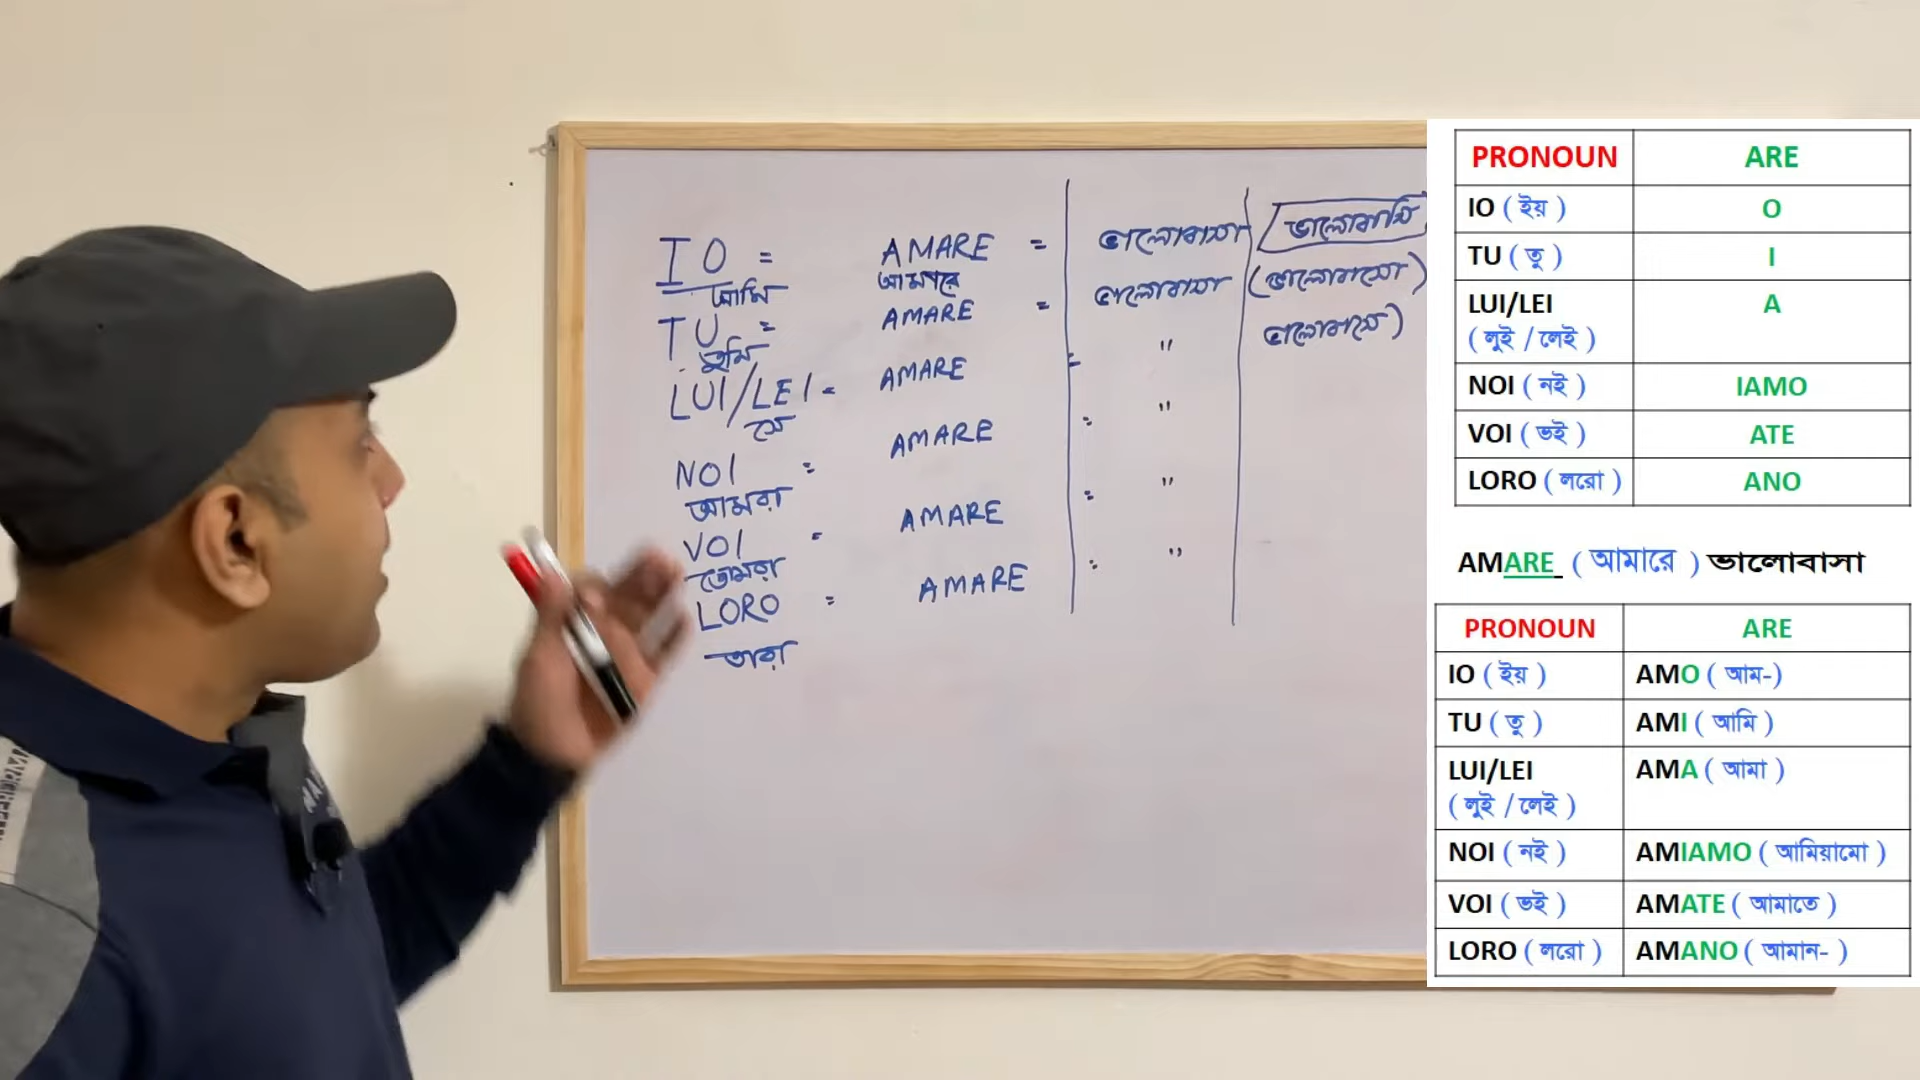 IO = AMARE = ভালোবাসা ভালোবাসি
আমি আমারে
TU = AMARE = ভালোবাসা (ভালোবাসো)
তুমি
LUI/LEI = AMARE = " ভালোবাসে)
সে
NOI = AMARE = "
আমরা
VOI = AMARE = "
তোমরা
LORO = AMARE = "
তারা
PRONOUN ARE
IO ( ইয় ) O
TU ( তু ) I
LUI/LEI A
( লুই / লেই )
NOI ( নই ) IAMO
VOI ( ভই ) ATE
LORO ( লরো ) ANO
AMARE ( আমারে ) ভালোবাসা
PRONOUN ARE
IO ( ইয় ) AMO ( আম-)
TU ( তু ) AMI ( আমি )
LUI/LEI AMA ( আমা )
( লুই / লেই )
NOI ( নই ) AMIAMO ( আমিয়ামো )
VOI ( ভই ) AMATE ( আমাতে )
LORO ( লরো ) AMANO ( আমান- )